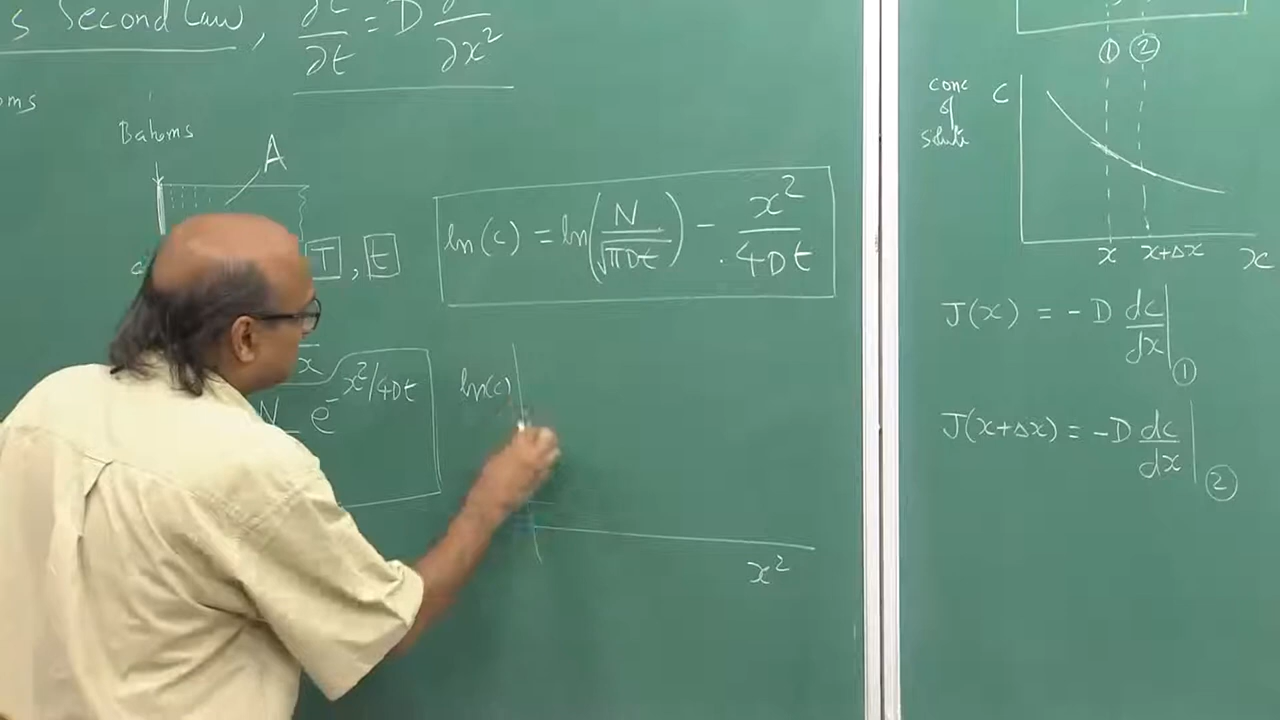 s Second Law, ∂c/∂t = D ∂/∂x²
oms
B atoms
A
T , t
x
N e^-x²/4Dt
ln(c) = ln(N/√πDt) - x²/4Dt
ln(c)
x²
① ②
conc of solute
C
x x+Δx x
J(x) = -D dc/dx|①
J(x+Δx) = -D dc/dx|②